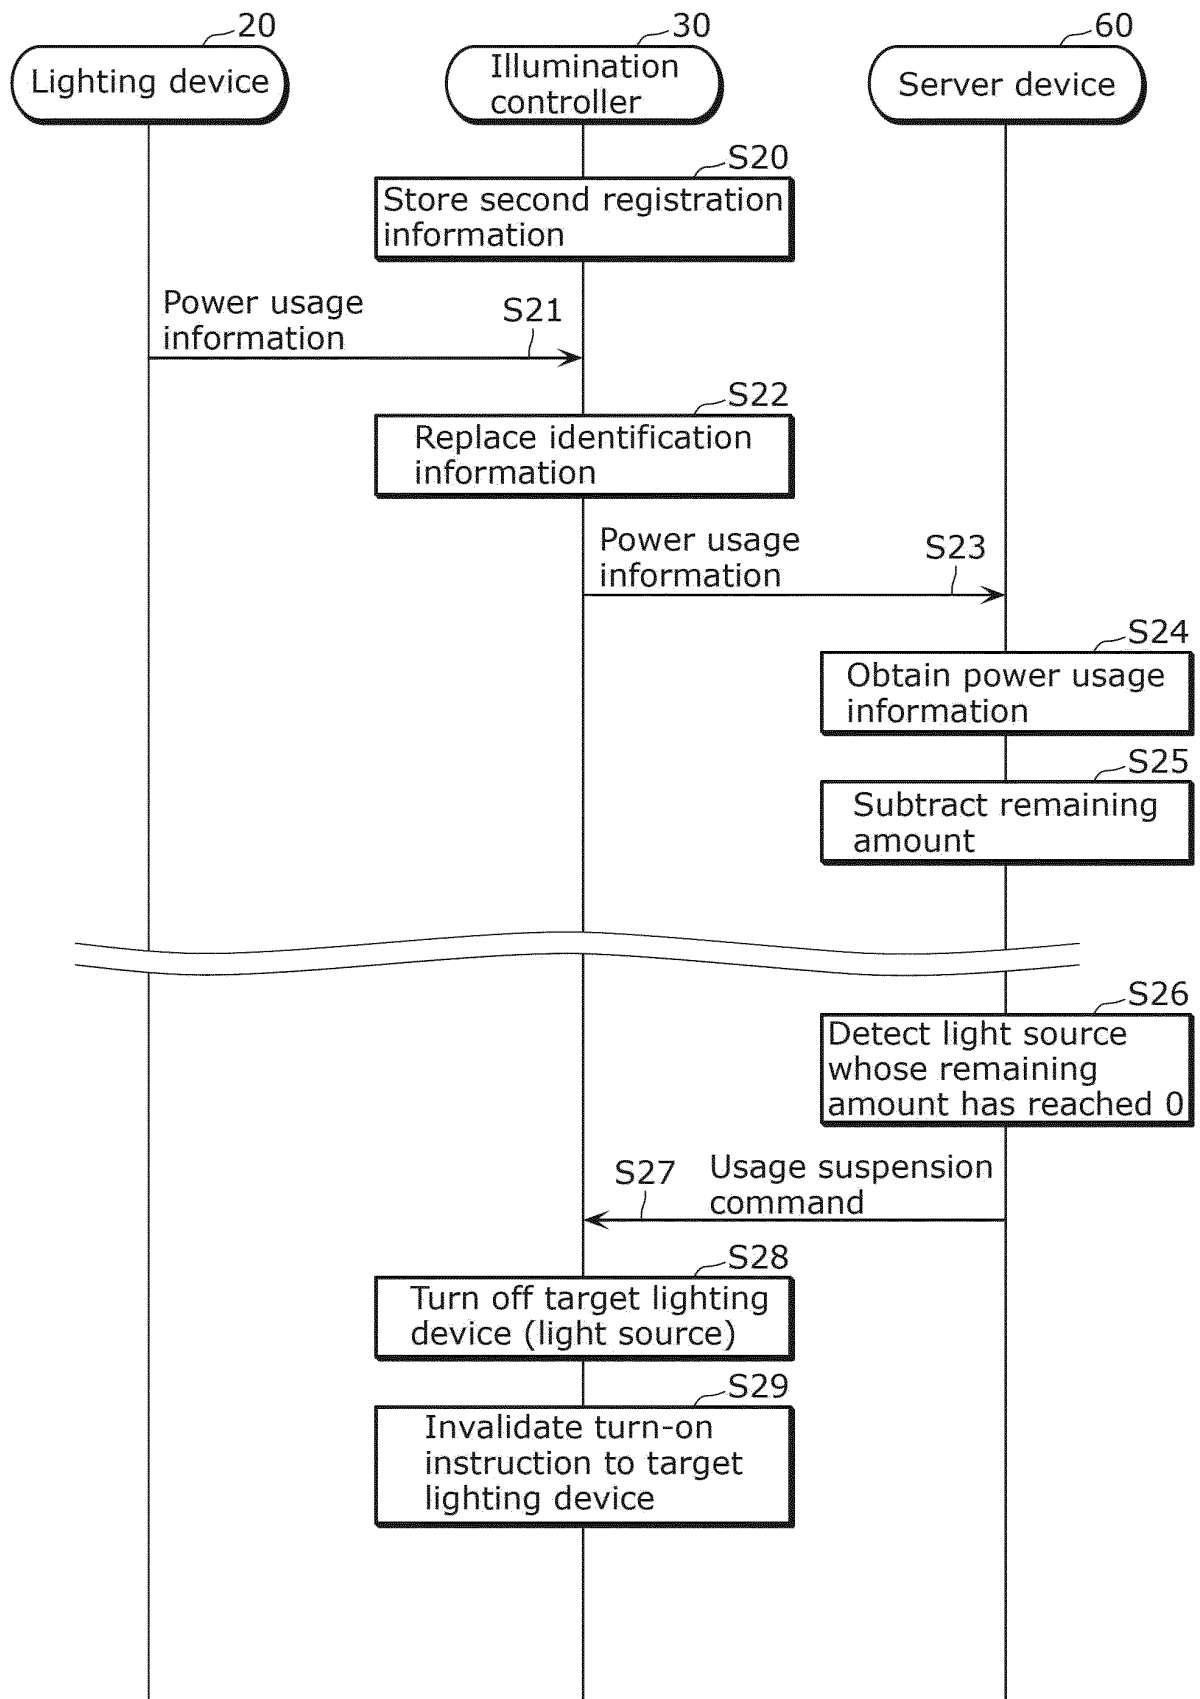 20
30
60
Lighting device
Illumination
controller
Server device
S20
Store second registration
information
Power usage
information
S21
S22
Replace identification
information
Power usage
information
S23
S24
Obtain power usage
information
S25
Subtract remaining
amount
S26
Detect light source
whose remaining
amount has reached 0
S27
Usage suspension
command
S28
Turn off target lighting
device (light source)
S29
Invalidate turn-on
instruction to target
lighting device